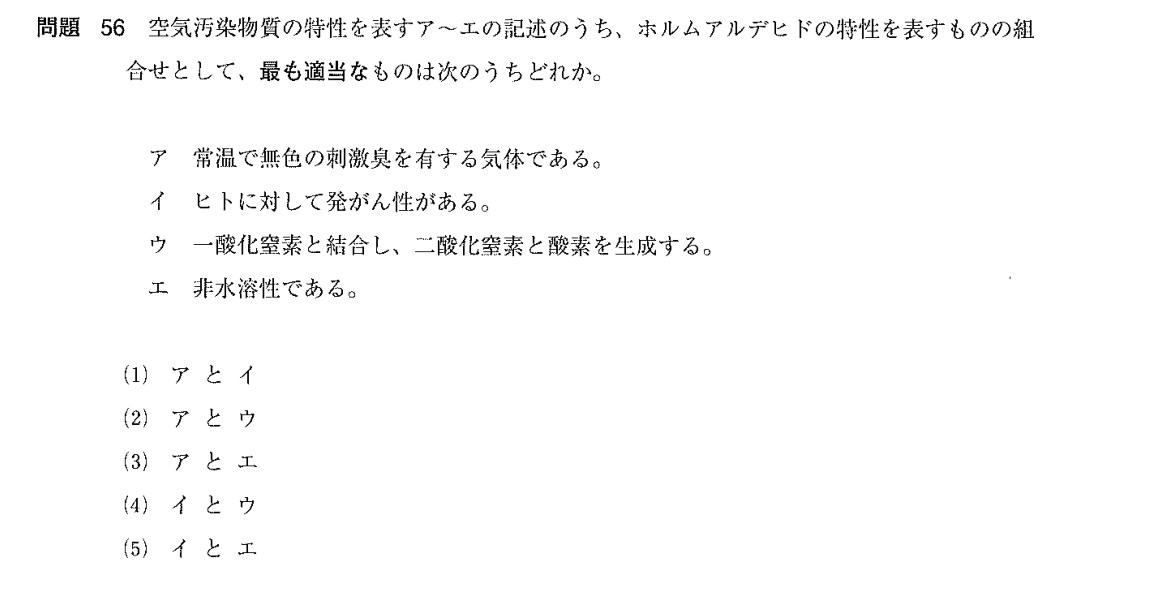 問題 56 空気汚染物質の特性を表すア～エの記述のうち、ホルムアルデヒドの特性を表すものの組
合せとして、最も適当なものは次のうちどれか。
ア 常温で無色の刺激臭を有する気体である。
イ ヒトに対して発がん性がある。
ウ 一酸化窒素と結合し、二酸化窒素と酸素を生成する。
エ 非水溶性である。
(1) ア と イ
(2) ア と ウ
(3) ア と エ
(4) イ と ウ
(5) イ と エ